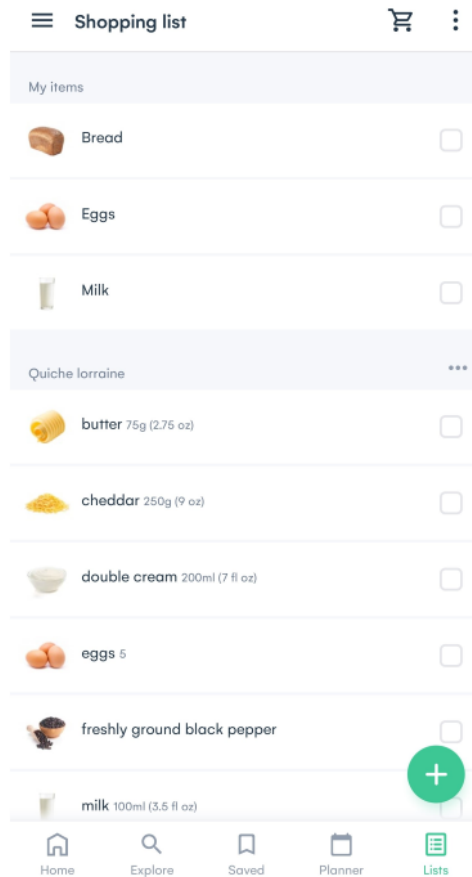 Shopping list
My items
Bread
Eggs
Milk
Quiche lorraine
butter 75g (2.75 oz)
cheddar 250g (9 oz)
double cream 200ml (7 fl oz)
eggs 5
freshly ground black pepper
milk 100ml (3.5 fl oz)
Home Explore Saved Planner Lists